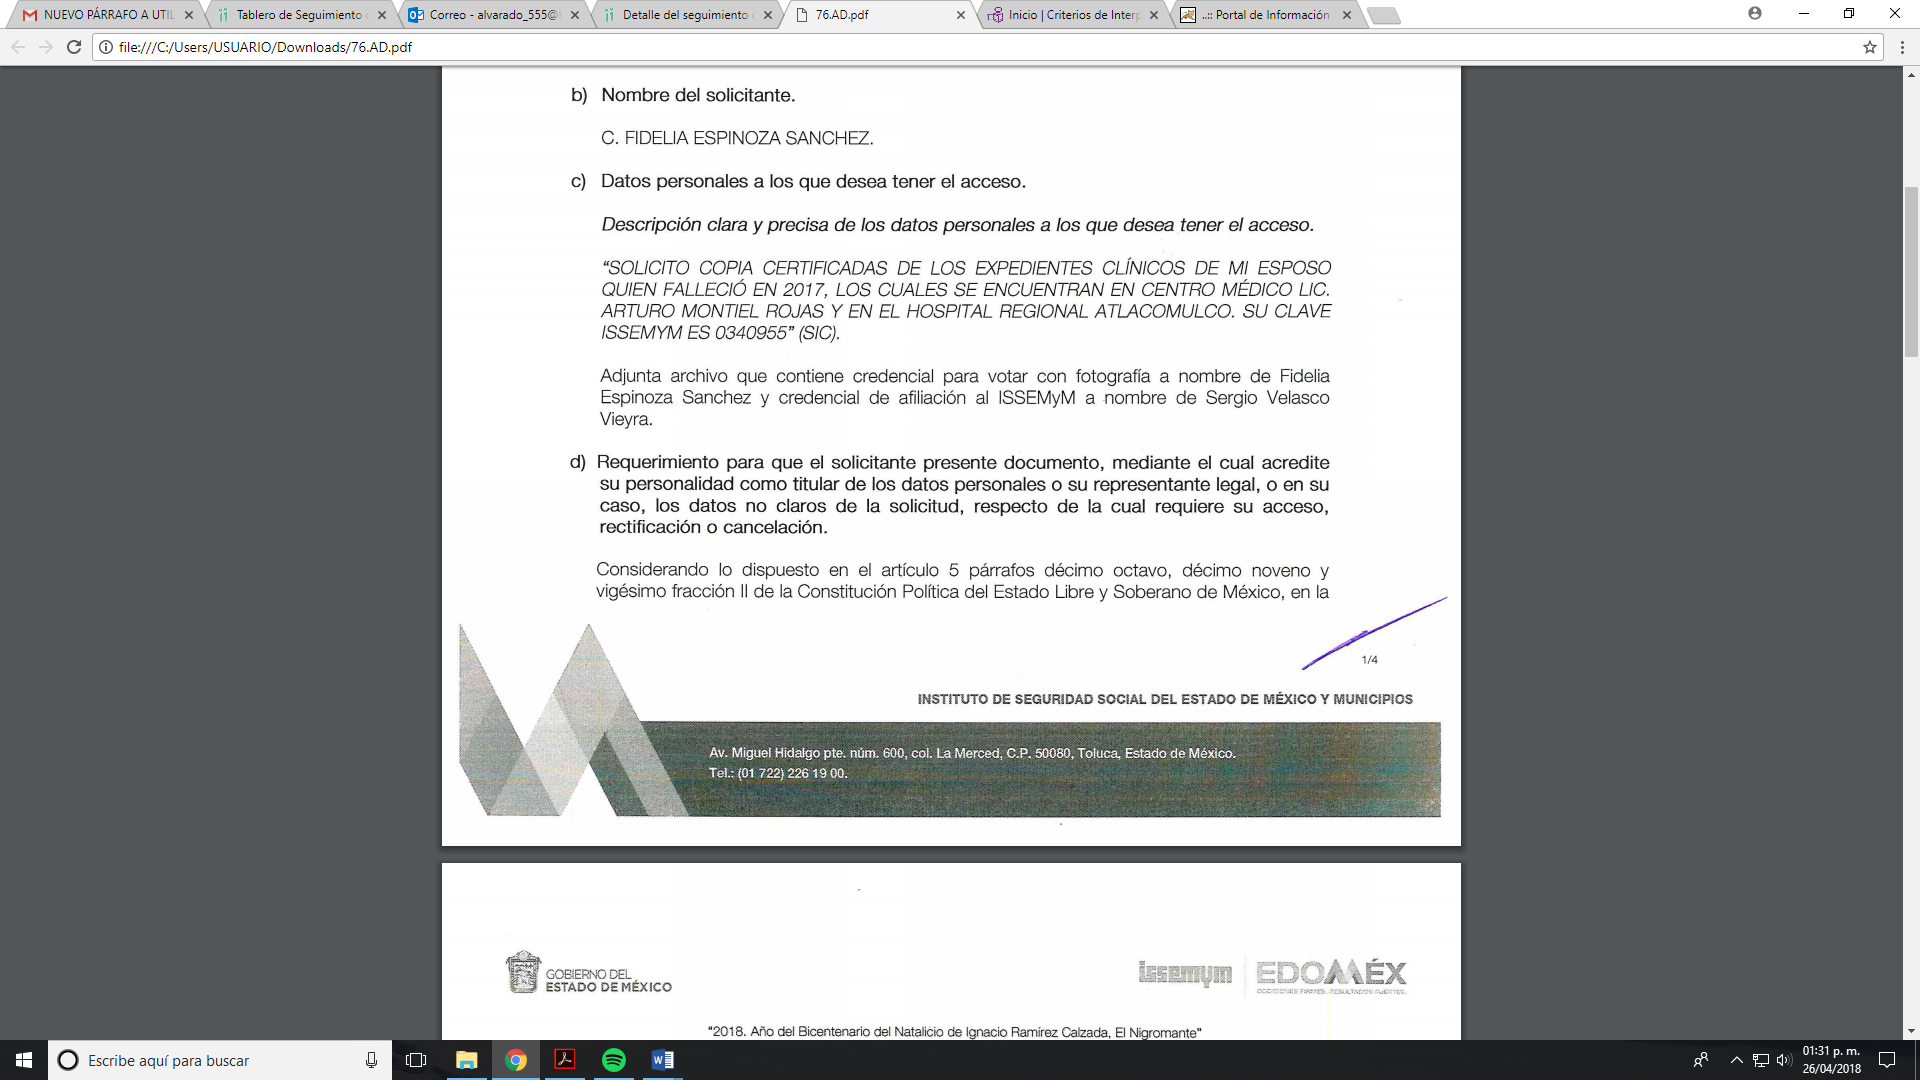 NUEVO PÁRRAFO A UTIL
Tablero de Seguimiento
Correo - alvarado_555@
Detalle del seguimiento
76.AD.pdf
Inicio | Criterios de Interp
..:: Portal de Información
file:///C:/Users/USUARIO/Downloads/76.AD.pdf
b) Nombre del solicitante.
C. FIDELIA ESPINOZA SANCHEZ.
c) Datos personales a los que desea tener el acceso.
Descripción clara y precisa de los datos personales a los que desea tener el acceso.
“SOLICITO COPIA CERTIFICADAS DE LOS EXPEDIENTES CLÍNICOS DE MI ESPOSO
QUIEN FALLECIÓ EN 2017, LOS CUALES SE ENCUENTRAN EN CENTRO MÉDICO LIC.
ARTURO MONTIEL ROJAS Y EN EL HOSPITAL REGIONAL ATLACOMULCO. SU CLAVE
ISSEMYM ES 0340955” (SIC).
Adjunta archivo que contiene credencial para votar con fotografía a nombre de Fidelia
Espinoza Sanchez y credencial de afiliación al ISSEMyM a nombre de Sergio Velasco
Vieyra.
d) Requerimiento para que el solicitante presente documento, mediante el cual acredite
su personalidad como titular de los datos personales o su representante legal, o en su
caso, los datos no claros de la solicitud, respecto de la cual requiere su acceso,
rectificación o cancelación.
Considerando lo dispuesto en el artículo 5 párrafos décimo octavo, décimo noveno y
vigésimo fracción II de la Constitución Política del Estado Libre y Soberano de México, en la
1/4
INSTITUTO DE SEGURIDAD SOCIAL DEL ESTADO DE MÉXICO Y MUNICIPIOS
Av. Miguel Hidalgo pte. núm. 600, col. La Merced, C.P. 50080, Toluca, Estado de México.
Tel.: (01 722) 226 19 00.
GOBIERNO DEL
ESTADO DE MÉXICO
issemym
EDOMÉX
DECISIONES FIRMES, RESULTADOS FUERTES.
“2018. Año del Bicentenario del Natalicio de Ignacio Ramírez Calzada, El Nigromante”
Escribe aquí para buscar
01:31 p. m.
26/04/2018